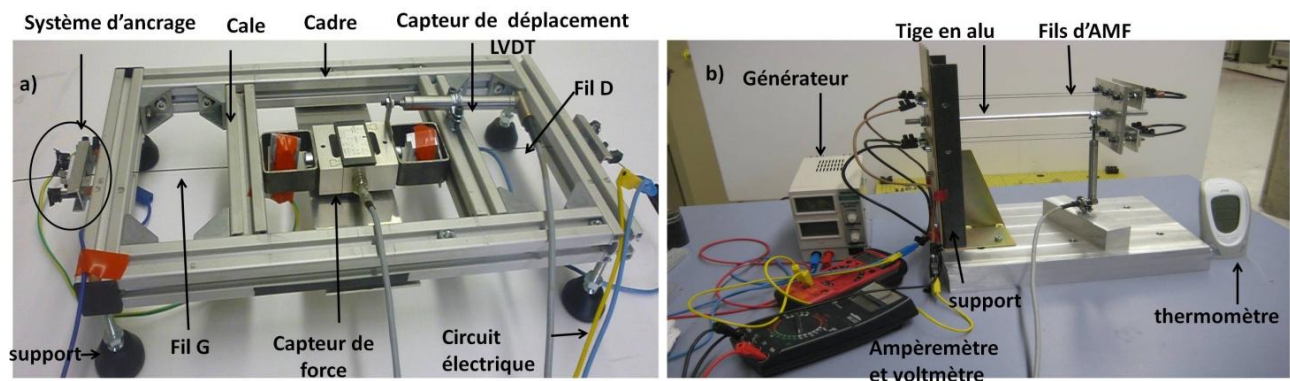 Système d'ancrage
Cale
Cadre
Capteur de déplacement
LVDT
a)
Fil D
support
Fil G
Capteur de
force
Circuit
électrique
b)
Générateur
Tige en alu
Fils d'AMF
support
thermomètre
Ampèremètre
et voltmètre